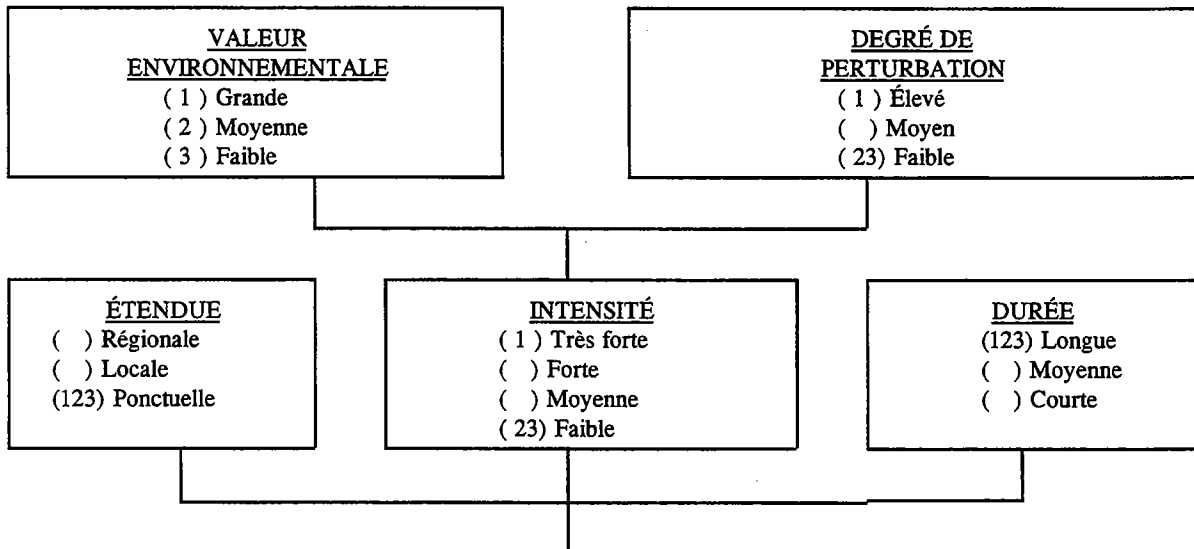 VALEUR
ENVIRONNEMENTALE
( 1 ) Grande
( 2 ) Moyenne
( 3 ) Faible
DEGRÉ DE
PERTURBATION
( 1 ) Élevé
( ) Moyen
( 23) Faible
ÉTENDUE
( ) Régionale
( ) Locale
(123) Ponctuelle
INTENSITÉ
( 1 ) Très forte
( ) Forte
( ) Moyenne
( 23) Faible
DURÉE
(123) Longue
( ) Moyenne
( ) Courte